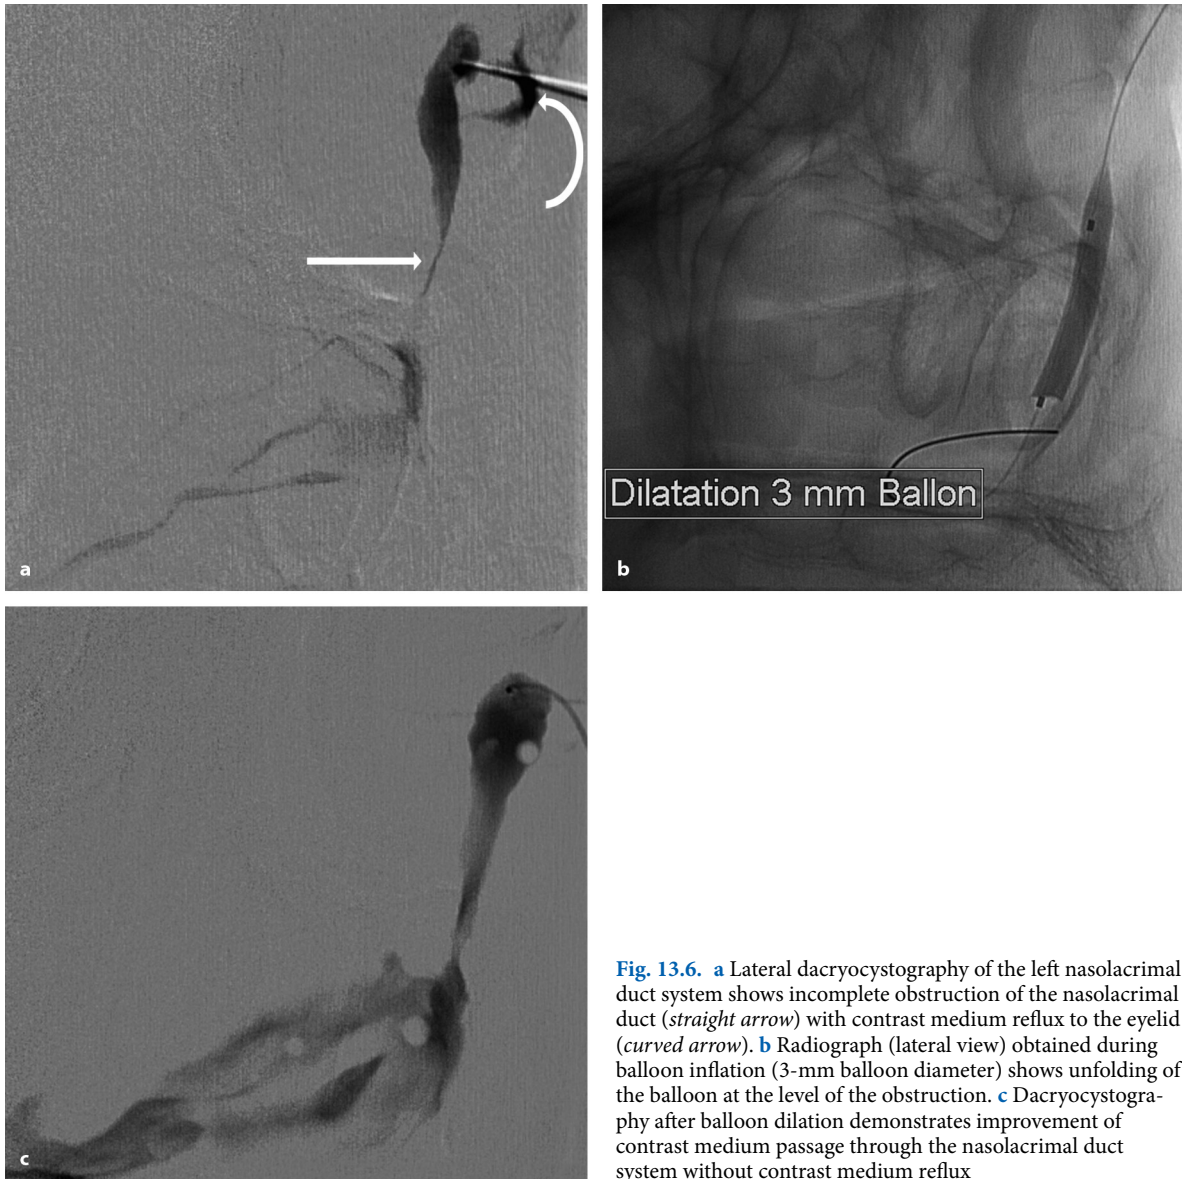 a
Dilatation 3 mm Ballon
b
c
Fig. 13.6. a Lateral dacryocystography of the left nasolacrimal
duct system shows incomplete obstruction of the nasolacrimal
duct (straight arrow) with contrast medium reflux to the eyelid
(curved arrow). b Radiograph (lateral view) obtained during
balloon inflation (3-mm balloon diameter) shows unfolding of
the balloon at the level of the obstruction. c Dacryocystogra-
phy after balloon dilation demonstrates improvement of
contrast medium passage through the nasolacrimal duct
system without contrast medium reflux